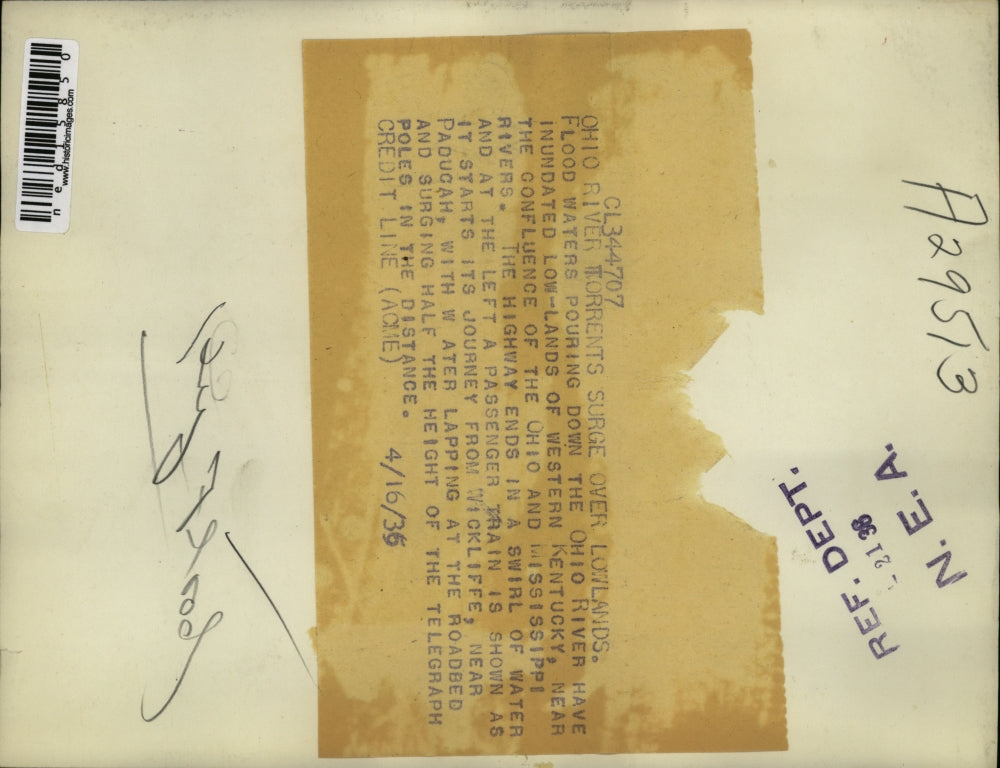 CL344707
OHIO RIVER TORRENTS SURGE OVER LOWLANDS.
FLOOD WATERS POURING DOWN THE OHIO RIVER HAVE
INUNDATED LOW-LANDS OF WESTERN KENTUCKY, NEAR
THE CONFLUENCE OF THE OHIO AND MISSISSIPPI
RIVERS. THE HIGHWAY ENDS IN A SWIRL OF WATER
AND AT THE LEFT A PASSENGER TRAIN IS SHOWN AS
IT STARTS ITS JOURNEY FROM WICKLIFFE, NEAR
PADUCAH, WITH W ATER LAPPING AT THE ROADBED
AND SURGING HALF THE HEIGHT OF THE TELEGRAPH
POLES IN THE DISTANCE.
CREDIT LINE (ACME) 4/16/36
A29513
REF. DEPT.
21 36
N. E. A.
www.historicimages.com
ned15850